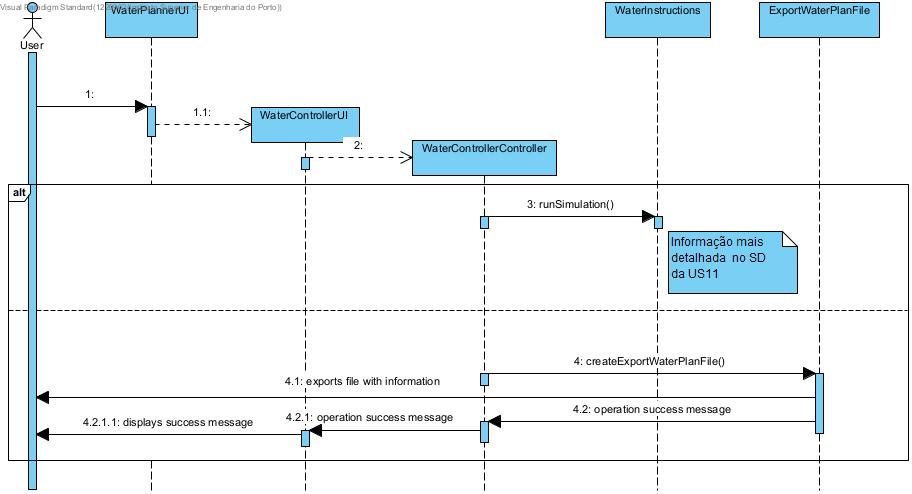 Visual Paradigm Standard(12 de Engenharia do Porto))
WaterPlannerUI
WaterInstructions
ExportWaterPlanFile
User
1:
1.1:
WaterControllerUI
2:
WaterControllerController
alt
3: runSimulation()
Informação mais
detalhada no SD
da US11
4: createExportWaterPlanFile()
4.1: exports file with information
4.2: operation success message
4.2.1: operation success message
4.2.1.1: displays success message